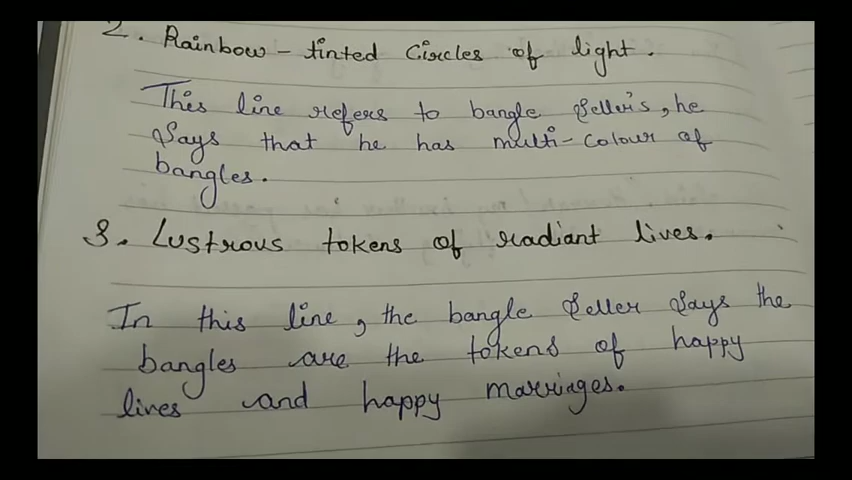 2. Rainbow - tinted circles of light.
This line refers to bangle Seller's, he
Says that he has multi-colour of
bangles.
3. Lustrous tokens of radiant lives.
In this line, the bangle Seller Says the
bangles are the tokens of happy
lives and happy marriages.